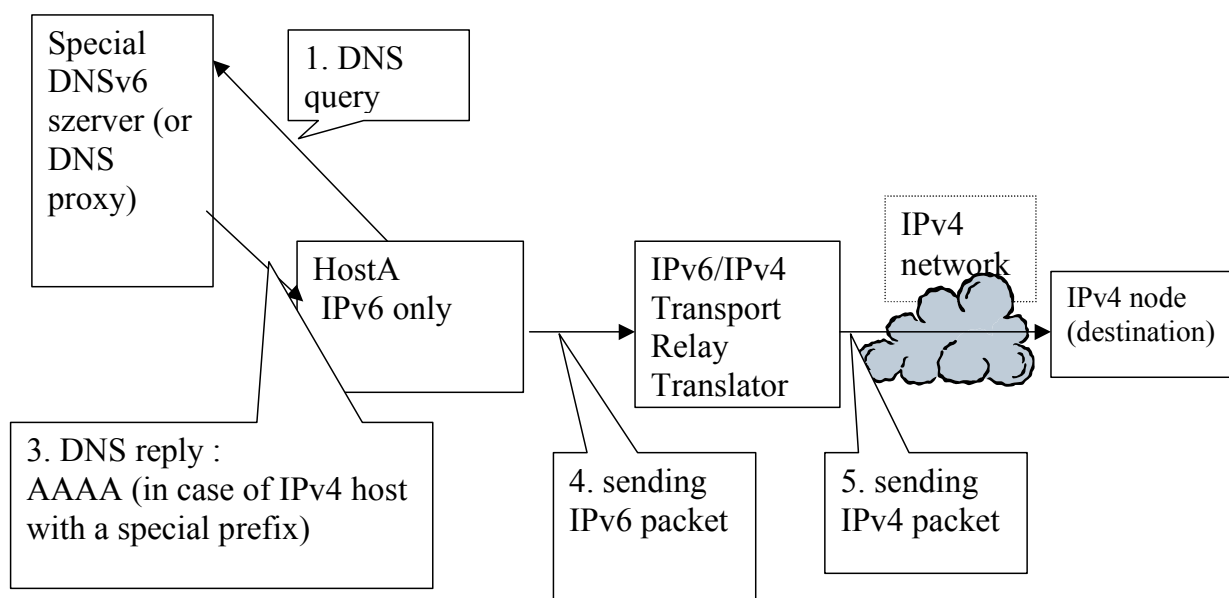 Special
DNSv6
szerver (or
DNS
proxy)
1. DNS
query
HostA
IPv6 only
IPv6/IPv4
Transport
Relay
Translator
IPv4
network
IPv4 node
(destination)
3. DNS reply :
AAAA (in case of IPv4 host
with a special prefix)
4. sending
IPv6 packet
5. sending
IPv4 packet